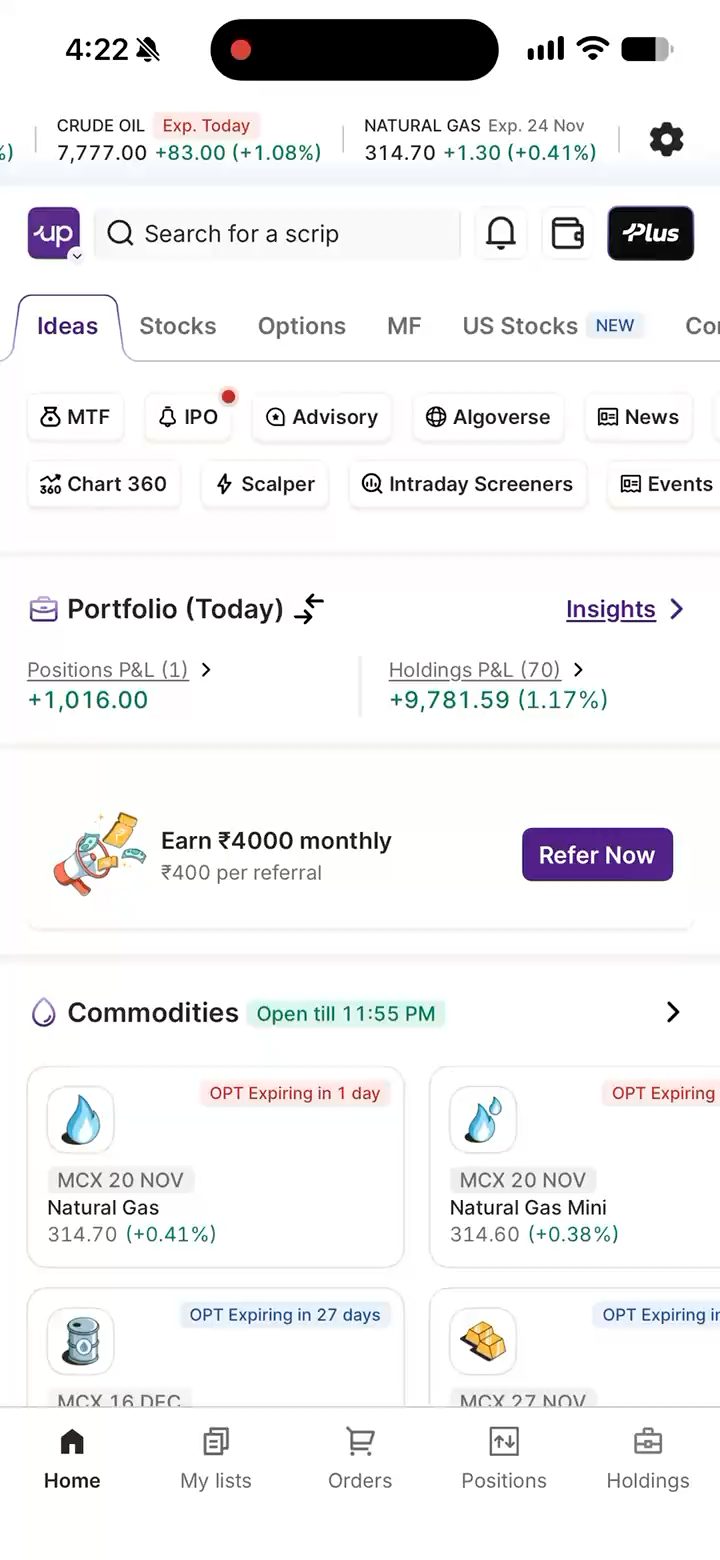 4:22
CRUDE OIL Exp. Today
NATURAL GAS Exp. 24 Nov
%) 7,777.00 +83.00 (+1.08%)
314.70 +1.30 (+0.41%)
up
Search for a scrip
Plus
Ideas Stocks Options MF US Stocks NEW Cor
MTF IPO Advisory Algoverse News
360 Chart 360 Scalper Intraday Screeners Events
Portfolio (Today)
Insights
Positions P&L (1)
+1,016.00
Holdings P&L (70)
+9,781.59 (1.17%)
Earn ₹4000 monthly
₹400 per referral
Refer Now
Commodities Open till 11:55 PM
OPT Expiring in 1 day
MCX 20 NOV
Natural Gas
314.70 (+0.41%)
OPT Expiring
MCX 20 NOV
Natural Gas Mini
314.60 (+0.38%)
OPT Expiring in 27 days
MCX 16 DEC
OPT Expiring in
MCX 27 NOV
Home My lists Orders Positions Holdings